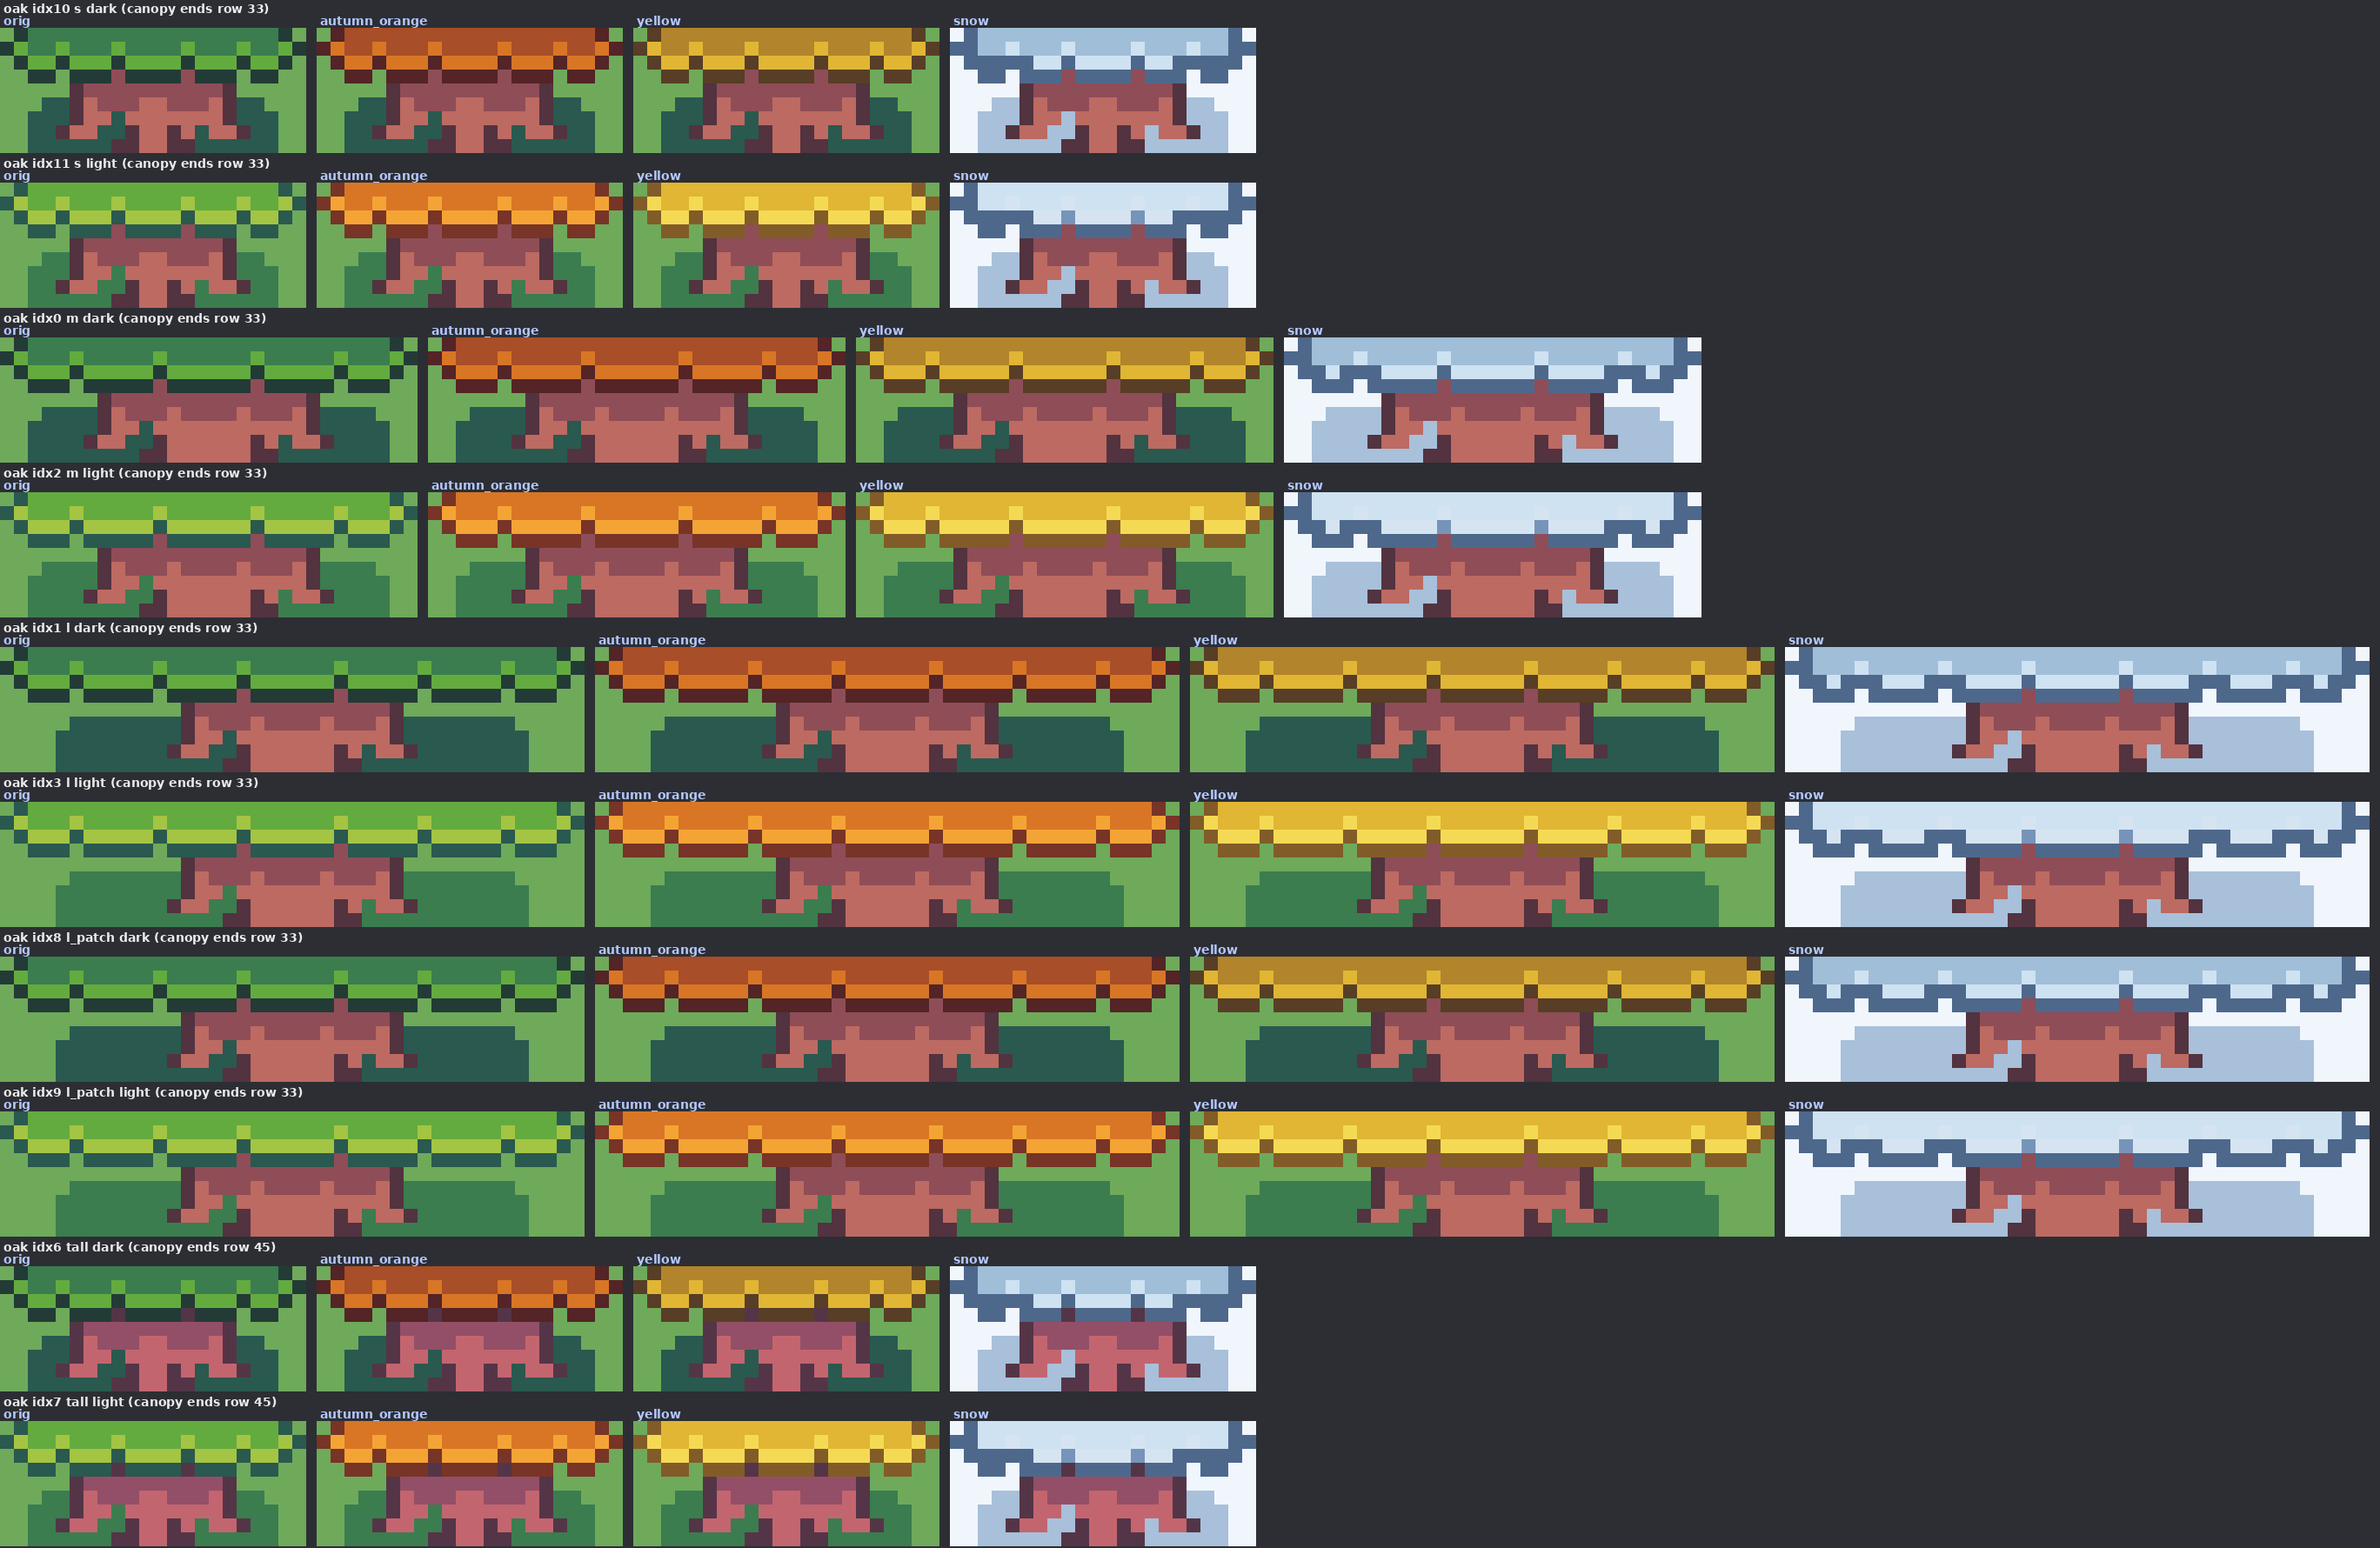 oak idx10 s dark (canopy ends row 33)
orig autumn_orange yellow snow
oak idx11 s light (canopy ends row 33)
orig autumn_orange yellow snow
oak idx0 m dark (canopy ends row 33)
orig autumn_orange yellow snow
oak idx2 m light (canopy ends row 33)
orig autumn_orange yellow snow
oak idx1 l dark (canopy ends row 33)
orig autumn_orange yellow snow
oak idx3 l light (canopy ends row 33)
orig autumn_orange yellow snow
oak idx8 l_patch dark (canopy ends row 33)
orig autumn_orange yellow snow
oak idx9 l_patch light (canopy ends row 33)
orig autumn_orange yellow snow
oak idx6 tall dark (canopy ends row 45)
orig autumn_orange yellow snow
oak idx7 tall light (canopy ends row 45)
orig autumn_orange yellow snow